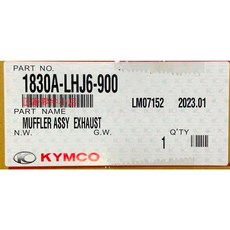 PART NO.
1830A-LHJ6-900
LM07152 2023.01
PART NAME
MUFFLER ASSY EXHAUST
N.W. G.W. Q'TY
1
KYMCO